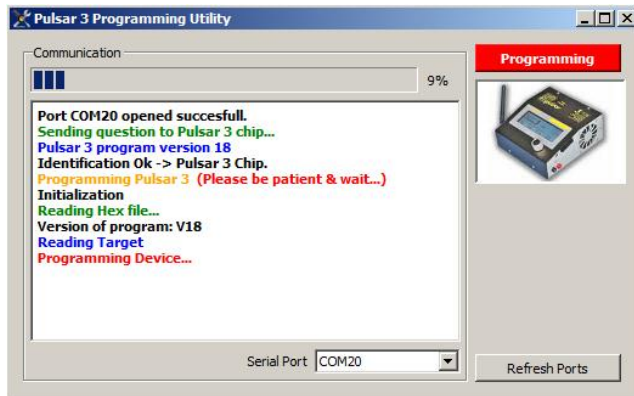 Pulsar 3 Programming Utility
Communication
Programming
9%
Port COM20 opened succesfull.
Sending question to Pulsar 3 chip...
Pulsar 3 program version 18
Identification Ok -> Pulsar 3 Chip.
Programming Pulsar 3 (Please be patient & wait...)
Initialization
Reading Hex file...
Version of program: V18
Reading Target
Programming Device...
Serial Port COM20
Refresh Ports